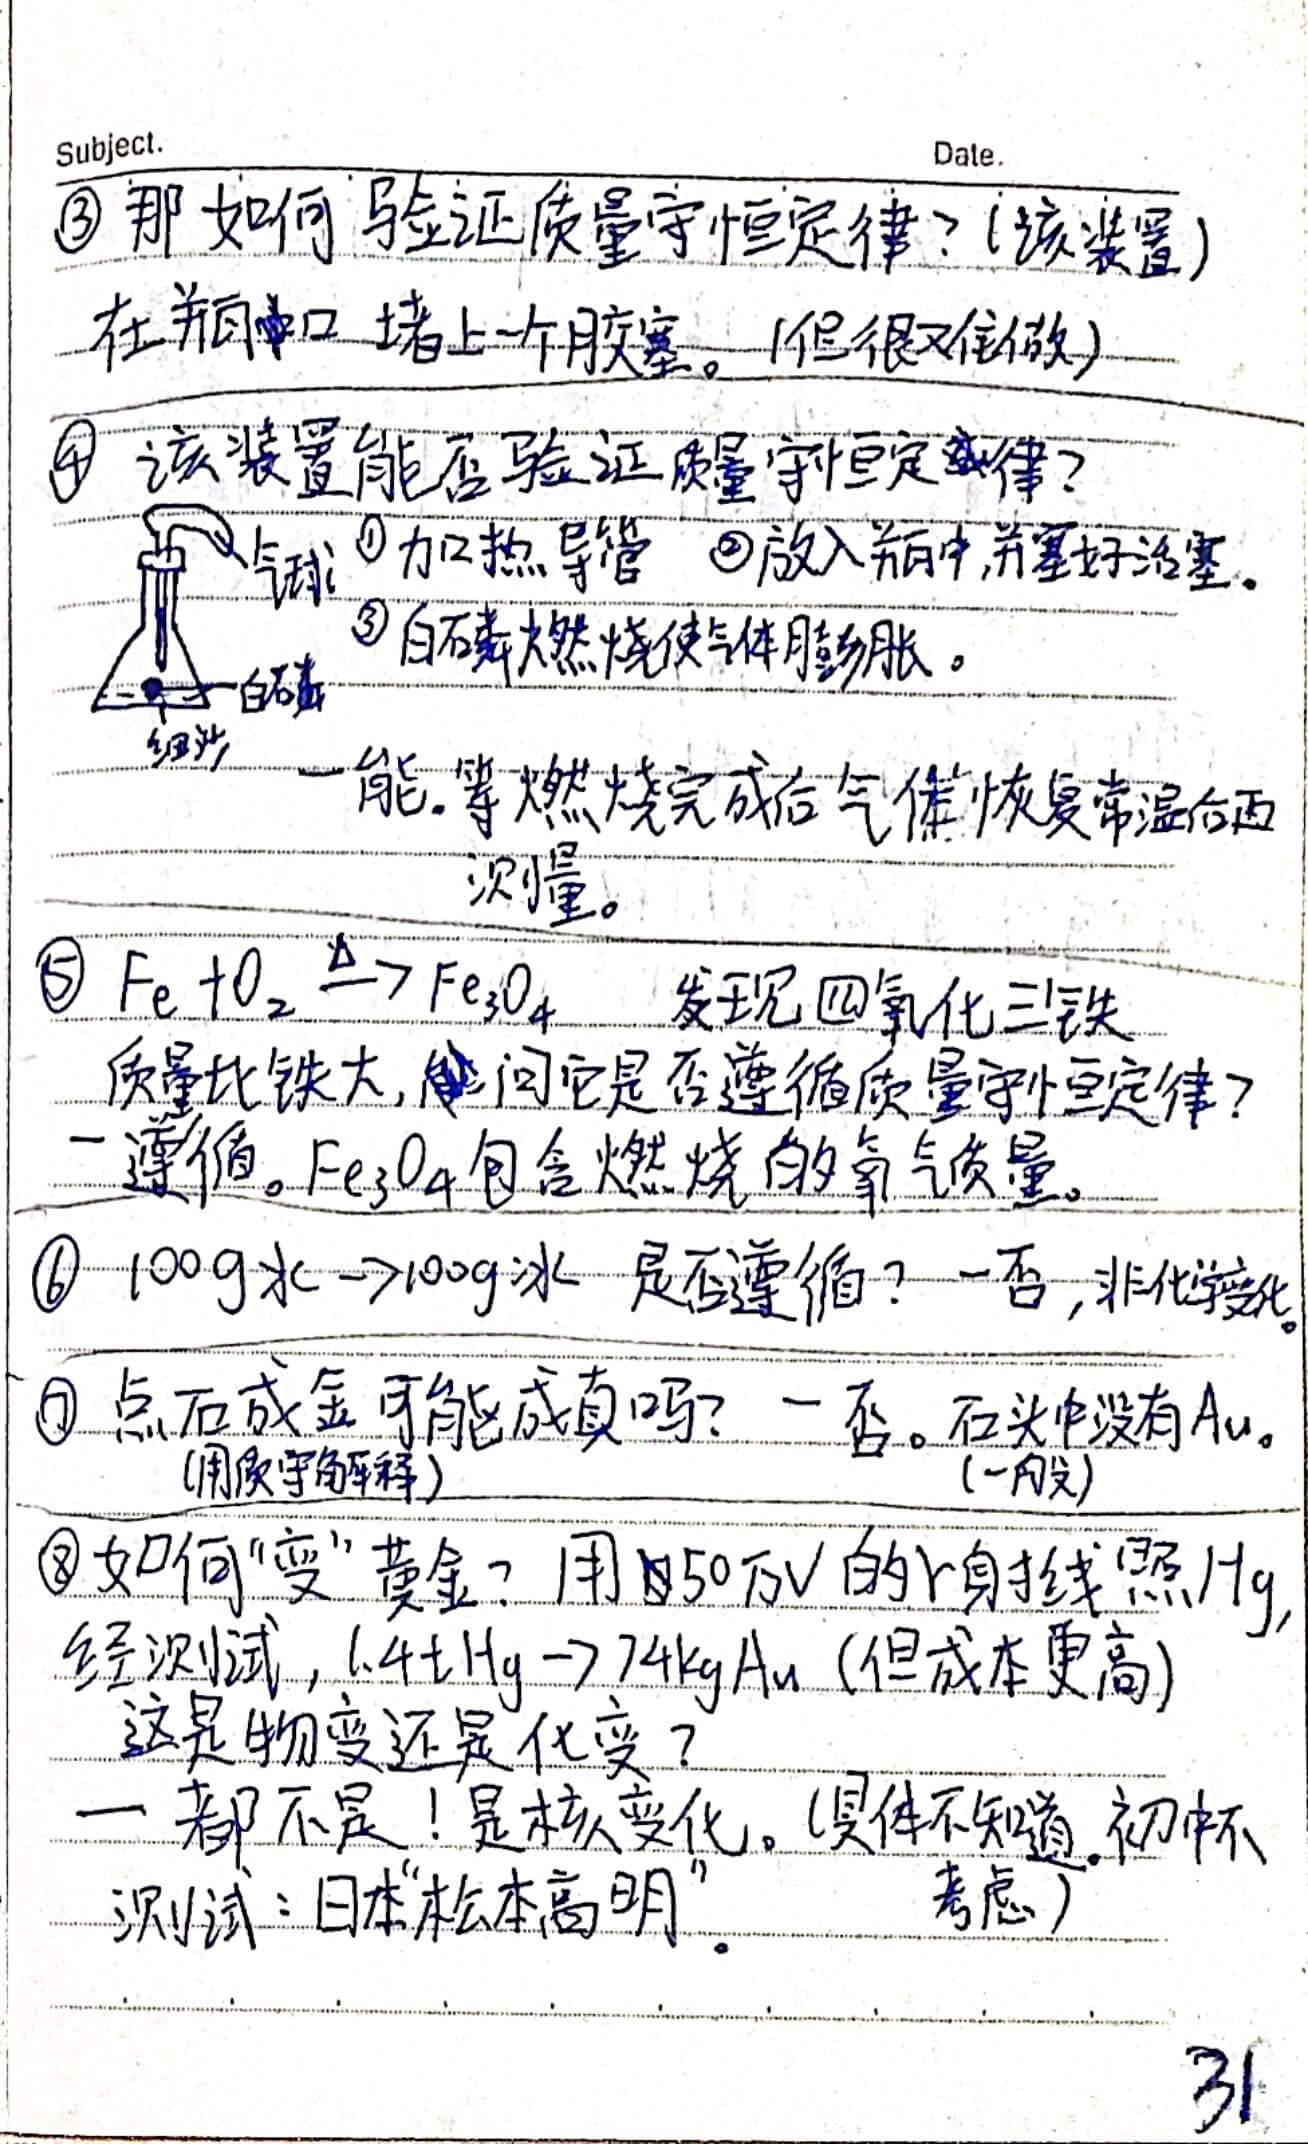 Subject.
Date.
③ 那如何验证质量守恒定律?(该装置)
在瓶口堵上一个胶塞。(但很难做)
④ 该装置能否验证质量守恒定律?
气球 ①加热导管 ②放入瓶中,并塞好活塞。
③白磷燃烧使气体膨胀。
白磷
细沙
—能.等燃烧完成后气体恢复常温后再
测量。
⑤ Fe+O₂ —△→ Fe₃O₄ 发现四氧化三铁
质量比铁大,问它是否遵循质量守恒定律?
—遵循。Fe₃O₄包含燃烧的氧气质量。
⑥ 100g水→100g冰 是否遵循? —否,非化学变化。
⑦ 点石成金可能成真吗? —否。石头中没有Au。
(用质守解释) (一般)
⑧如何"变"黄金? 用850万V的γ射线照Hg,
经测试,1.4t Hg→74kg Au (但成本更高)
这是物变还是化变?
—都不是!是核变化。(具体不知道.初中不
考虑)
测试:日本"松本高明"。
31